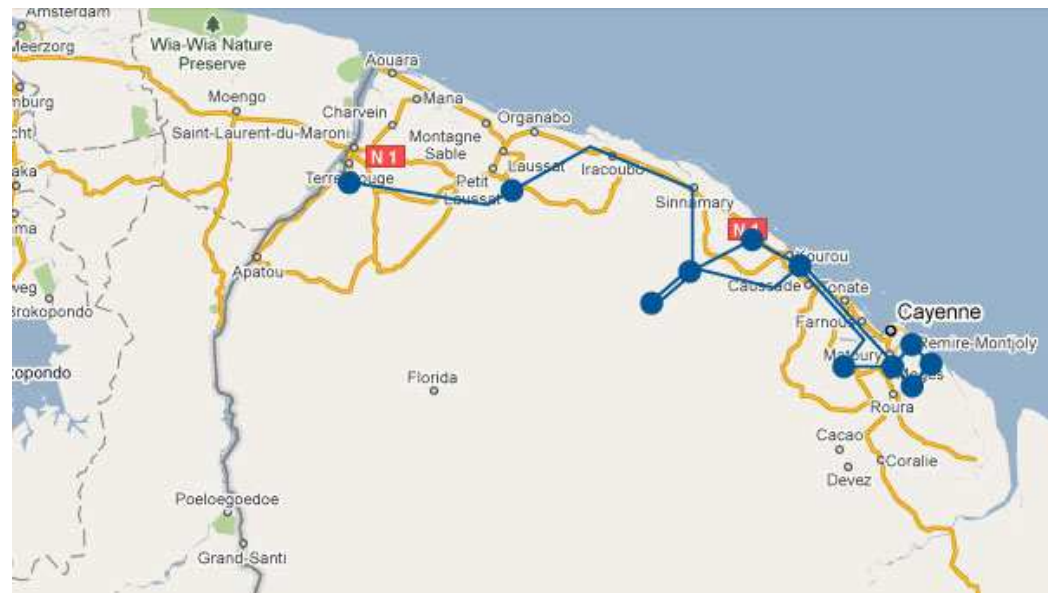 Amsterdam
Meerzorg
Wia-Wia Nature
Preserve
Aouara
Moengo
Mana
Charvein
Organabo
Saint-Laurent-du-Maroni
Montagne
Sable
N 1
Laussat
Iracoubo
Terre Rouge
Petit
Laussat
Sinnamary
N 1
Kourou
Apatou
Caussade
Tonate
Brokopondo
Cayenne
Farnous
Remire-Montjoly
Matoury
Florida
Roura
Cacao
Coralie
Devez
Poeloegoedoe
Grand-Santi